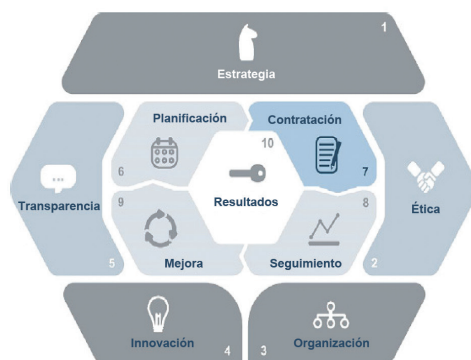 1
Estrategia
Planificación
Contratación
10
6
7
Transparencia
Resultados
Ética
9
8
Mejora
Seguimiento
5
2
Innovación
4
3
Organización